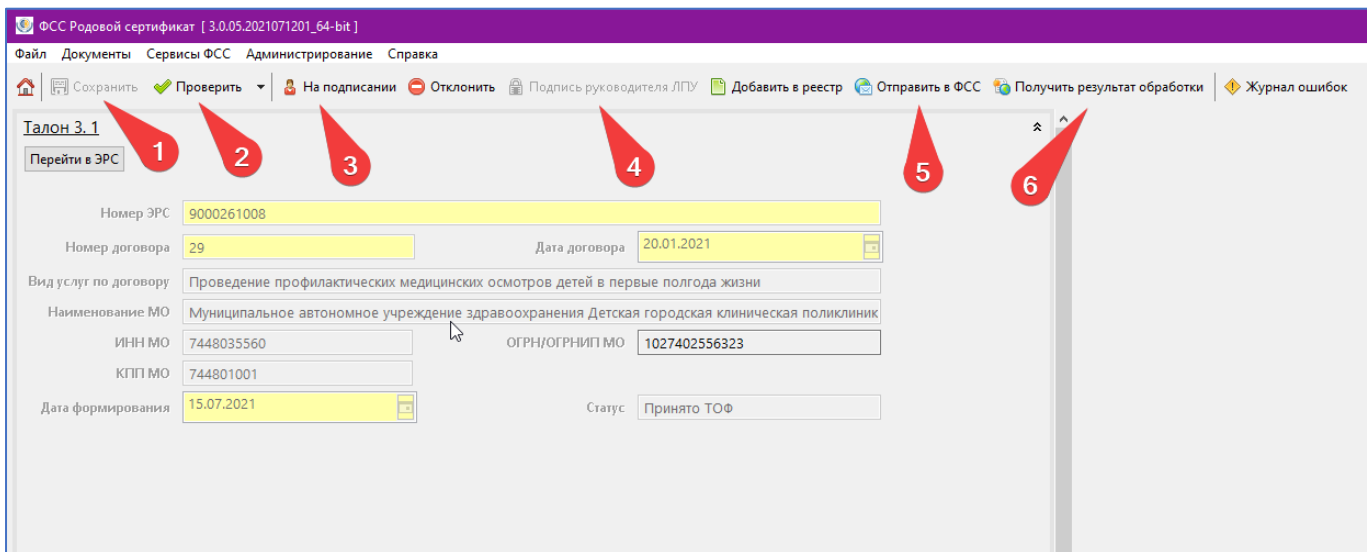 ФСС Родовой сертификат [ 3.0.05.2021071201_64-bit ]
Файл Документы Сервисы ФСС Администрирование Справка
Сохранить Проверить На подписании Отклонить Подпись руководителя ЛПУ Добавить в реестр Отправить в ФСС Получить результат обработки Журнал ошибок
Талон 3. 1
1 2 3 4 5 6
Перейти в ЭРС
Номер ЭРС 9000261008
Номер договора 29 Дата договора 20.01.2021
Вид услуг по договору Проведение профилактических медицинских осмотров детей в первые полгода жизни
Наименование МО Муниципальное автономное учреждение здравоохранения Детская городская клиническая поликлиник
ИНН МО 7448035560 ОГРН/ОГРНИП МО 1027402556323
КПП МО 744801001
Дата формирования 15.07.2021 Статус Принято ТОФ